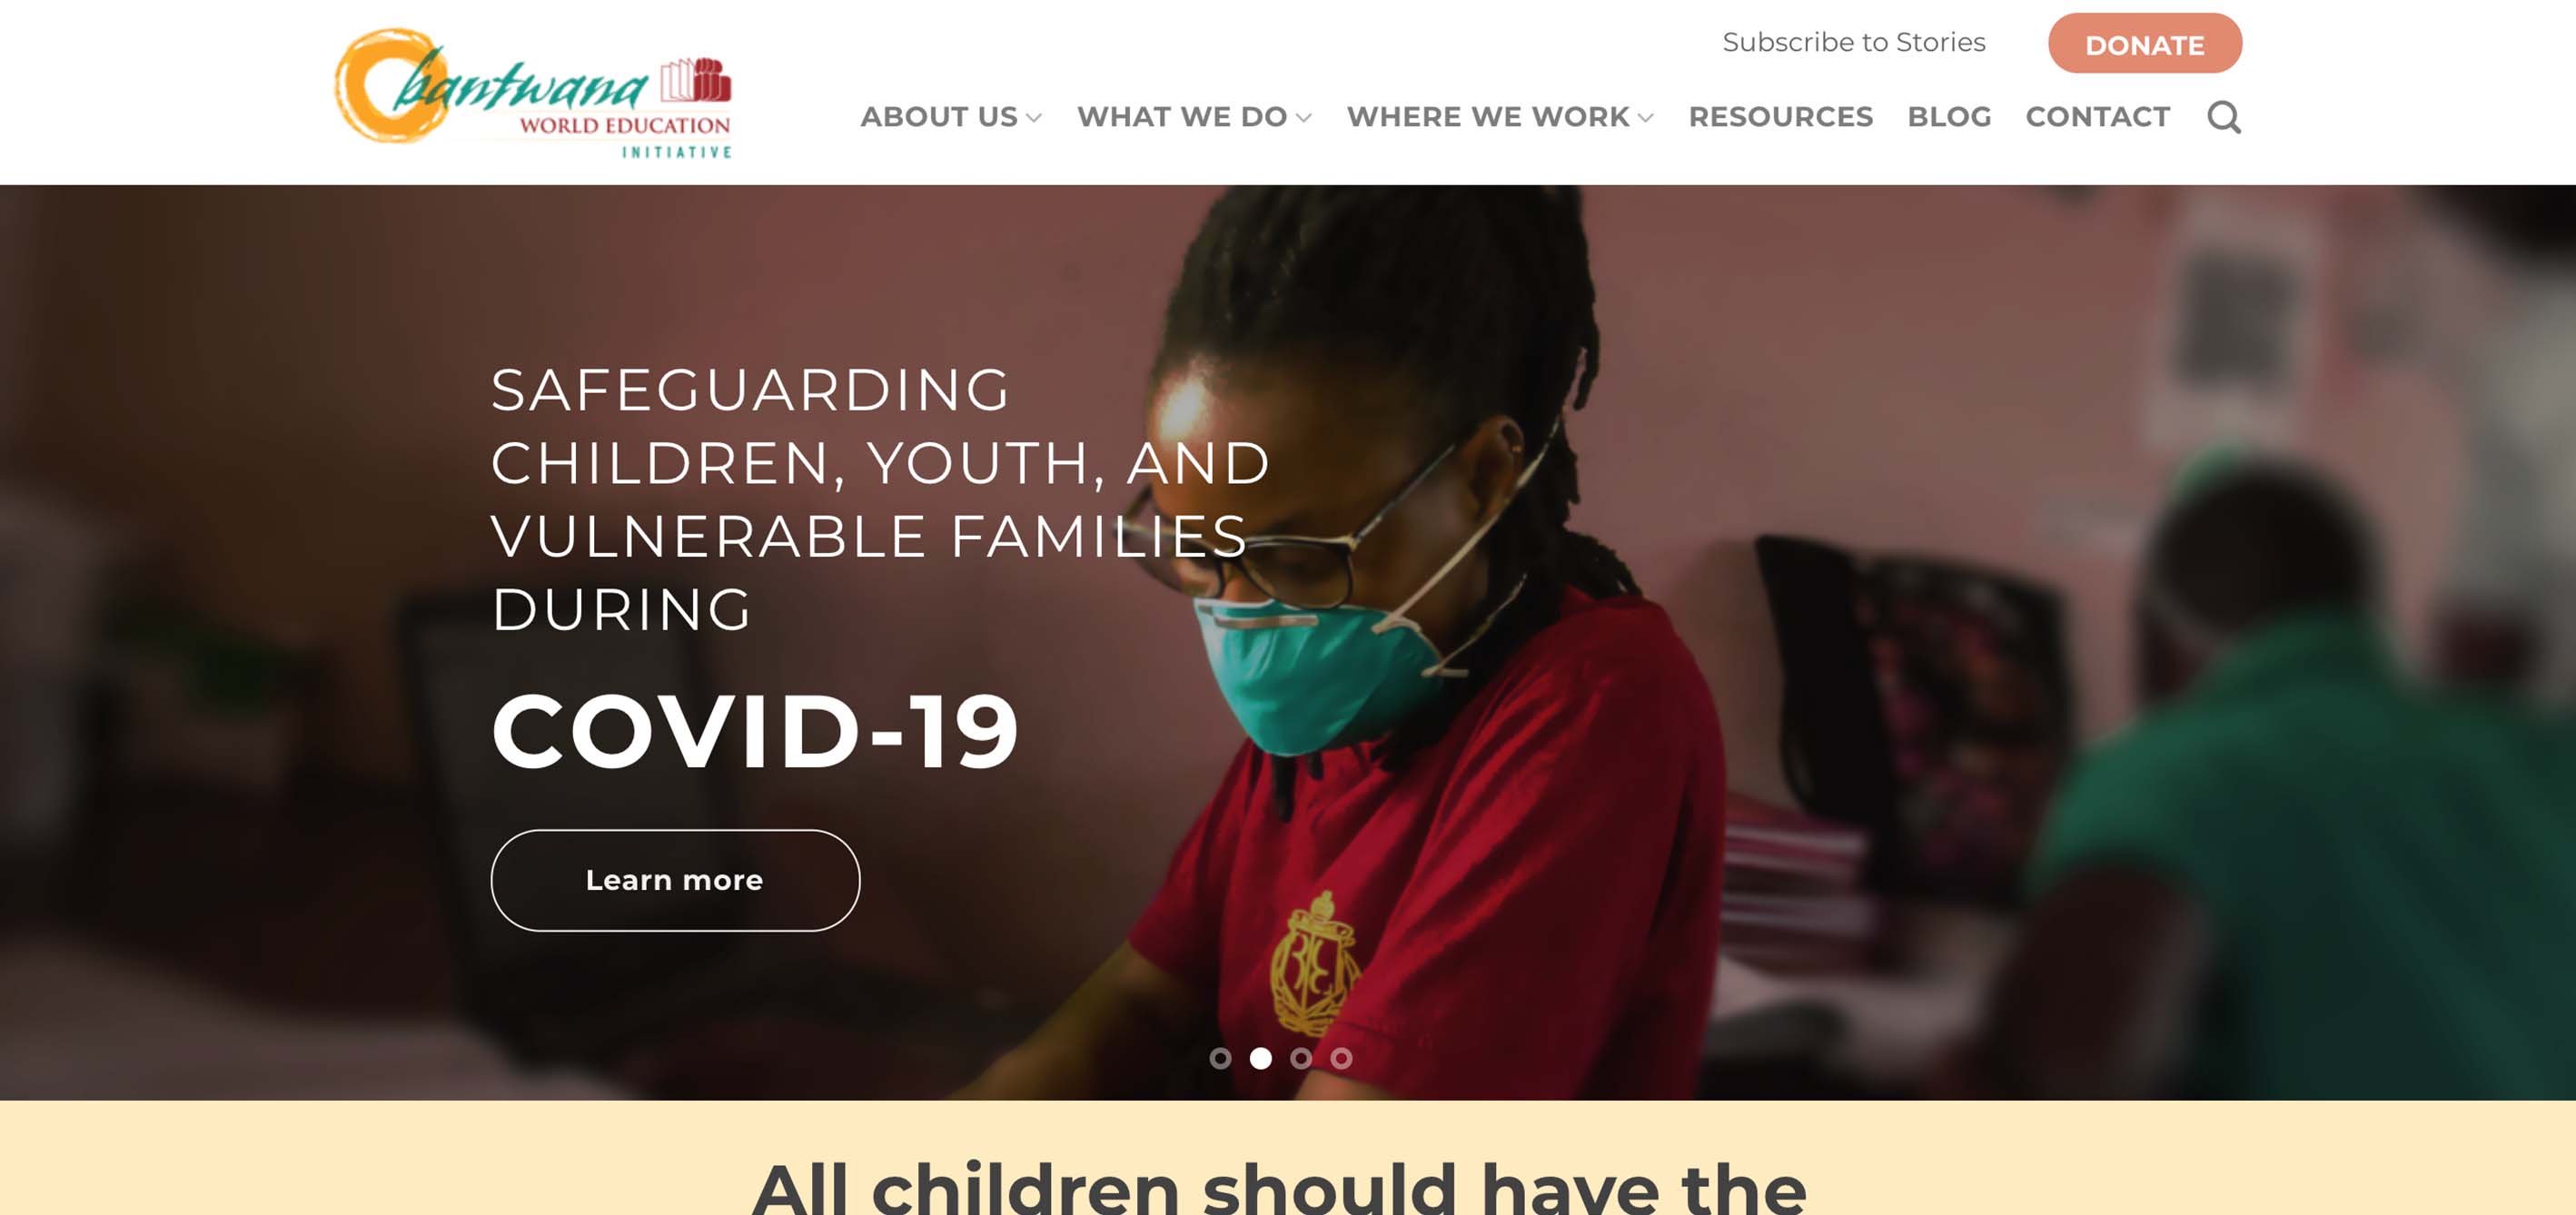 bantwana
WORLD EDUCATION
INITIATIVE
Subscribe to Stories
DONATE
ABOUT US
WHAT WE DO
WHERE WE WORK
RESOURCES
BLOG
CONTACT
SAFEGUARDING
CHILDREN, YOUTH, AND
VULNERABLE FAMILIES
DURING
COVID-19
Learn more
All children should have the